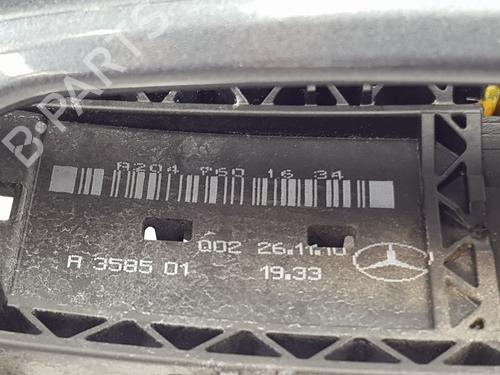 B-PARTS
A204 760 16 34
Q02 26.11.10
A 3585 01
19.33